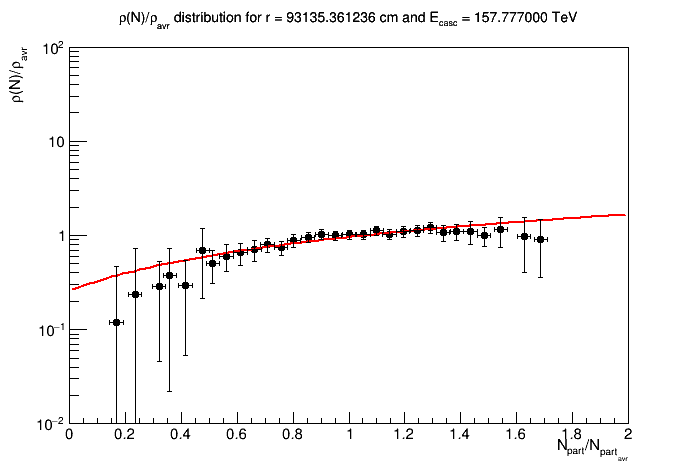 ρ(N)/ρavr distribution for r = 93135.361236 cm and Ecasc = 157.777000 TeV
ρ(N)/ρavr
10²
10
1
10⁻¹
10⁻²
0 0.2 0.4 0.6 0.8 1 1.2 1.4 1.6 1.8 2
Npart/Npartavr